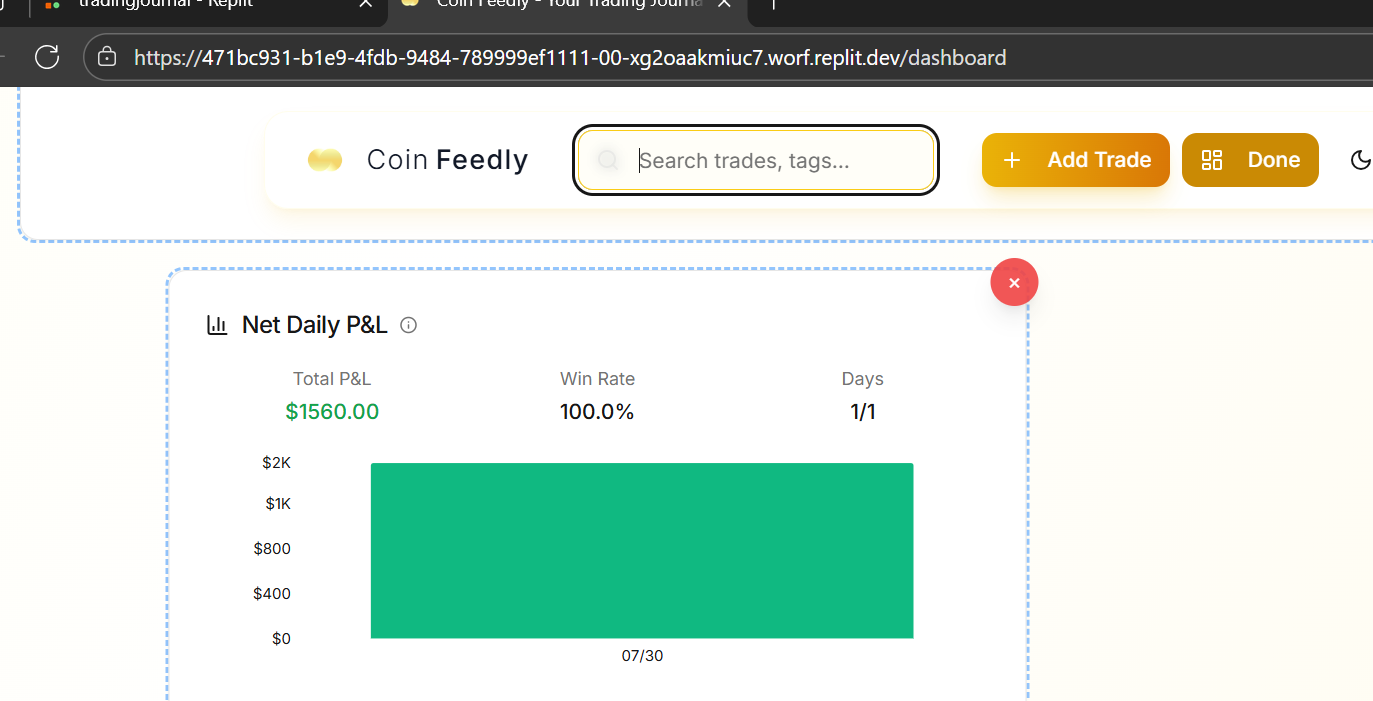 tradingjournal - Replit
Coin Feedly - Your Trading Journa
https://471bc931-b1e9-4fdb-9484-789999ef1111-00-xg2oaakmiuc7.worf.replit.dev/dashboard
Coin Feedly
Search trades, tags...
+ Add Trade
Done
Net Daily P&L
Total P&L
$1560.00
Win Rate
100.0%
Days
1/1
$2K
$1K
$800
$400
$0
07/30